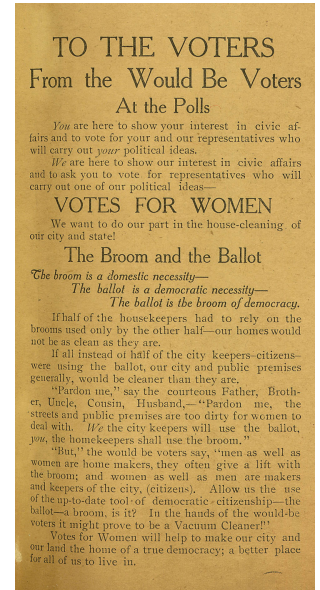 TO THE VOTERS
From the Would Be Voters
At the Polls
You are here to show your interest in civic af-
fairs and to vote for your and our representatives who
will carry out your political ideas.
We are here to show our interest in civic affairs
and to ask you to vote for representatives who will
carry out one of our political ideas—
VOTES FOR WOMEN
We want to do our part in the house-cleaning of
our city and state!
The Broom and the Ballot
The broom is a domestic necessity—
The ballot is a democratic necessity—
The ballot is the broom of democracy.
If half of the housekeepers had to rely on the
brooms used only by the other half—our homes would
not be as clean as they are.
If all instead of half of the city keepers–citizens–
were using the ballot, our city and public premises
generally, would be cleaner than they are.
"Pardon me," say the courteous Father, Broth-
er, Uncle, Cousin, Husband,—"Pardon me, the
streets and public premises are too dirty for women to
deal with. We the city keepers will use the ballot,
you, the homekeepers shall use the broom."
"But," the would be voters say, "men as well as
women are home makers, they often give a lift with
the broom; and women as well as men are makers
and keepers of the city, (citizens). Allow us the use
of the up-to-date tool of democratic citizenship—the
ballot—a broom, is it? In the hands of the would-be
voters it might prove to be a Vacuum Cleaner!"
Votes for Women will help to make our city and
our land the home of a true democracy; a better place
for all of us to live in.